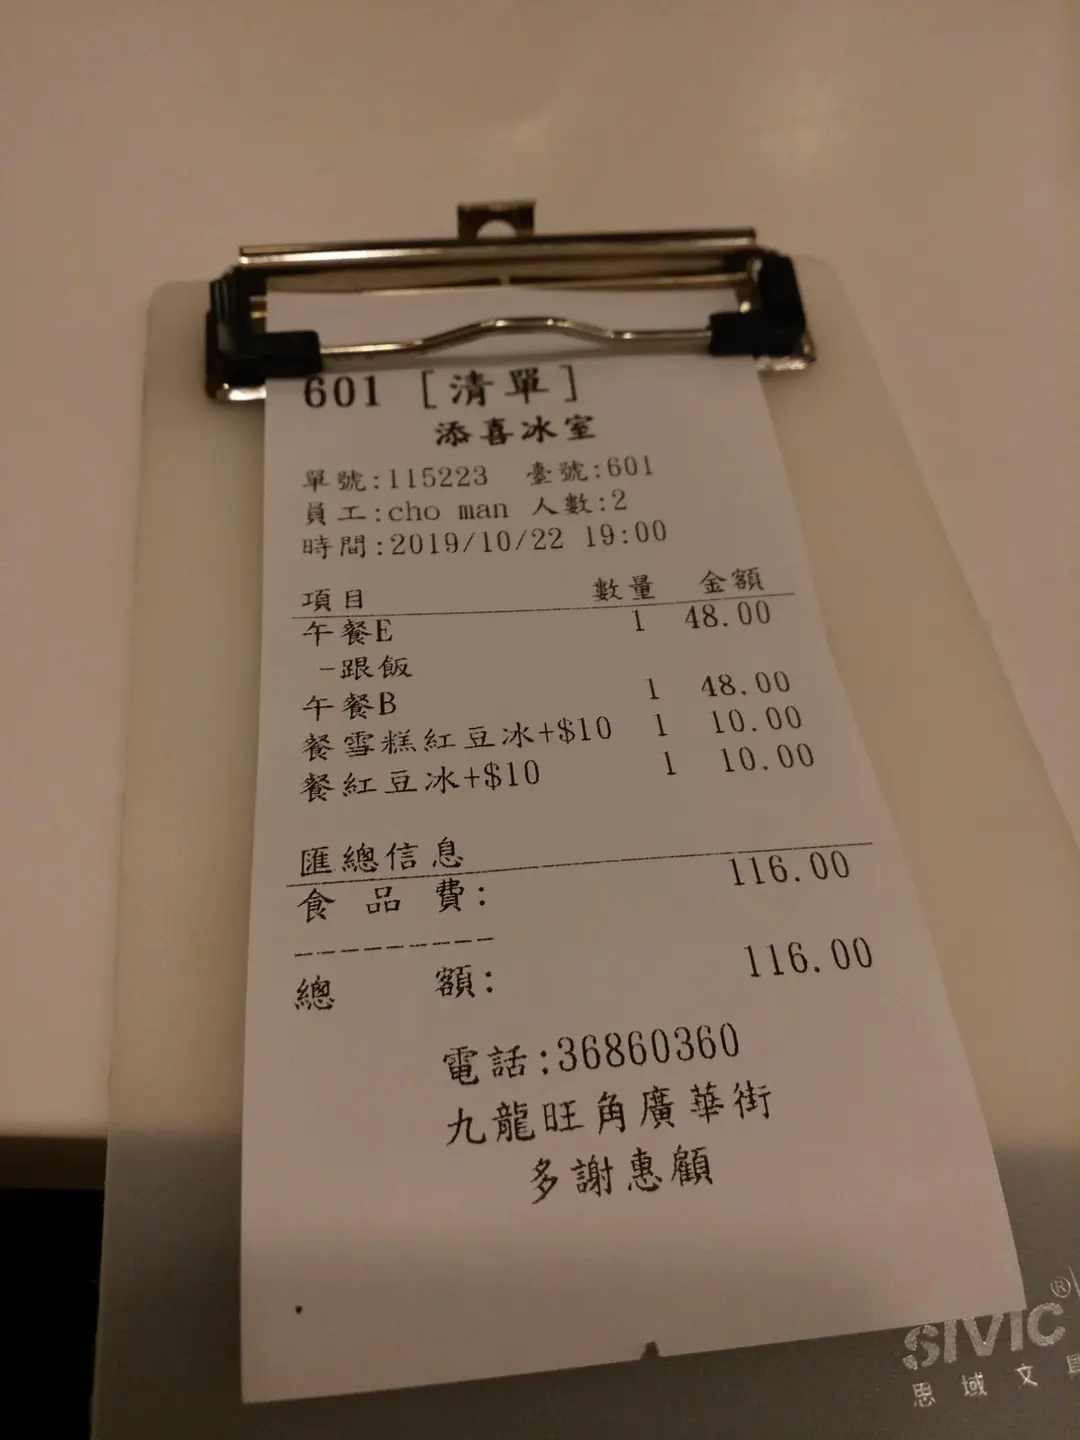 601 [清單]
添喜冰室
單號:115223 臺號:601
員工:cho man 人數:2
時間:2019/10/22 19:00
項目 數量 金額
午餐E 1 48.00
-跟飯
午餐B 1 48.00
餐雪糕紅豆冰+$10 1 10.00
餐紅豆冰+$10 1 10.00
匯總信息
食品費: 116.00
---------
總額: 116.00
電話:36860360
九龍旺角廣華街
多謝惠顧
SIVIC®
思域文具